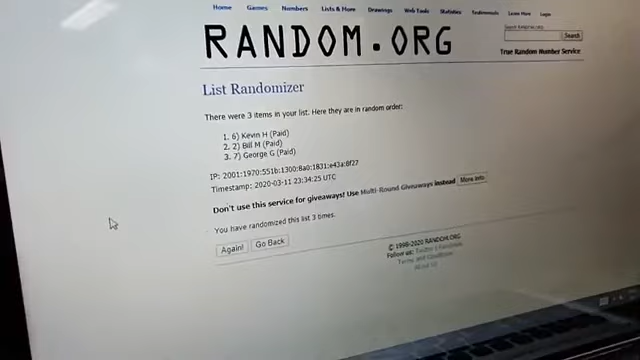 Home Games Numbers Lists & More Drawings Web Tools Statistics Testimonials Learn More Login
RANDOM.ORG
Search RANDOM.ORG
Search
True Random Number Service
List Randomizer
There were 3 items in your list. Here they are in random order:
1. 6) Kevin H (Paid)
2. 2) Bill M (Paid)
3. 7) George G (Paid)
IP: 2001:1970:551b:1300:8a0:1831:e43a:8f27
Timestamp: 2020-03-11 23:34:25 UTC
Don't use this service for giveaways! Use Multi-Round Giveaways instead More Info
You have randomized this list 3 times.
Again! Go Back
© 1998-2020 RANDOM.ORG
Follow us: Twitter |
Terms and Conditions
About Us